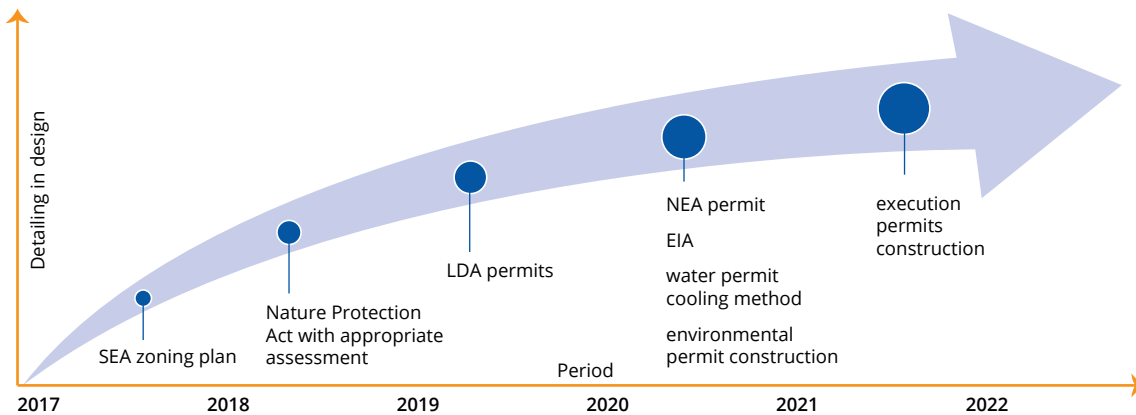 Detailing in design
SEA zoning plan
Nature Protection
Act with appropriate
assessment
LDA permits
NEA permit
EIA
water permit
cooling method
environmental
permit construction
execution
permits
construction
Period
2017
2018
2019
2020
2021
2022